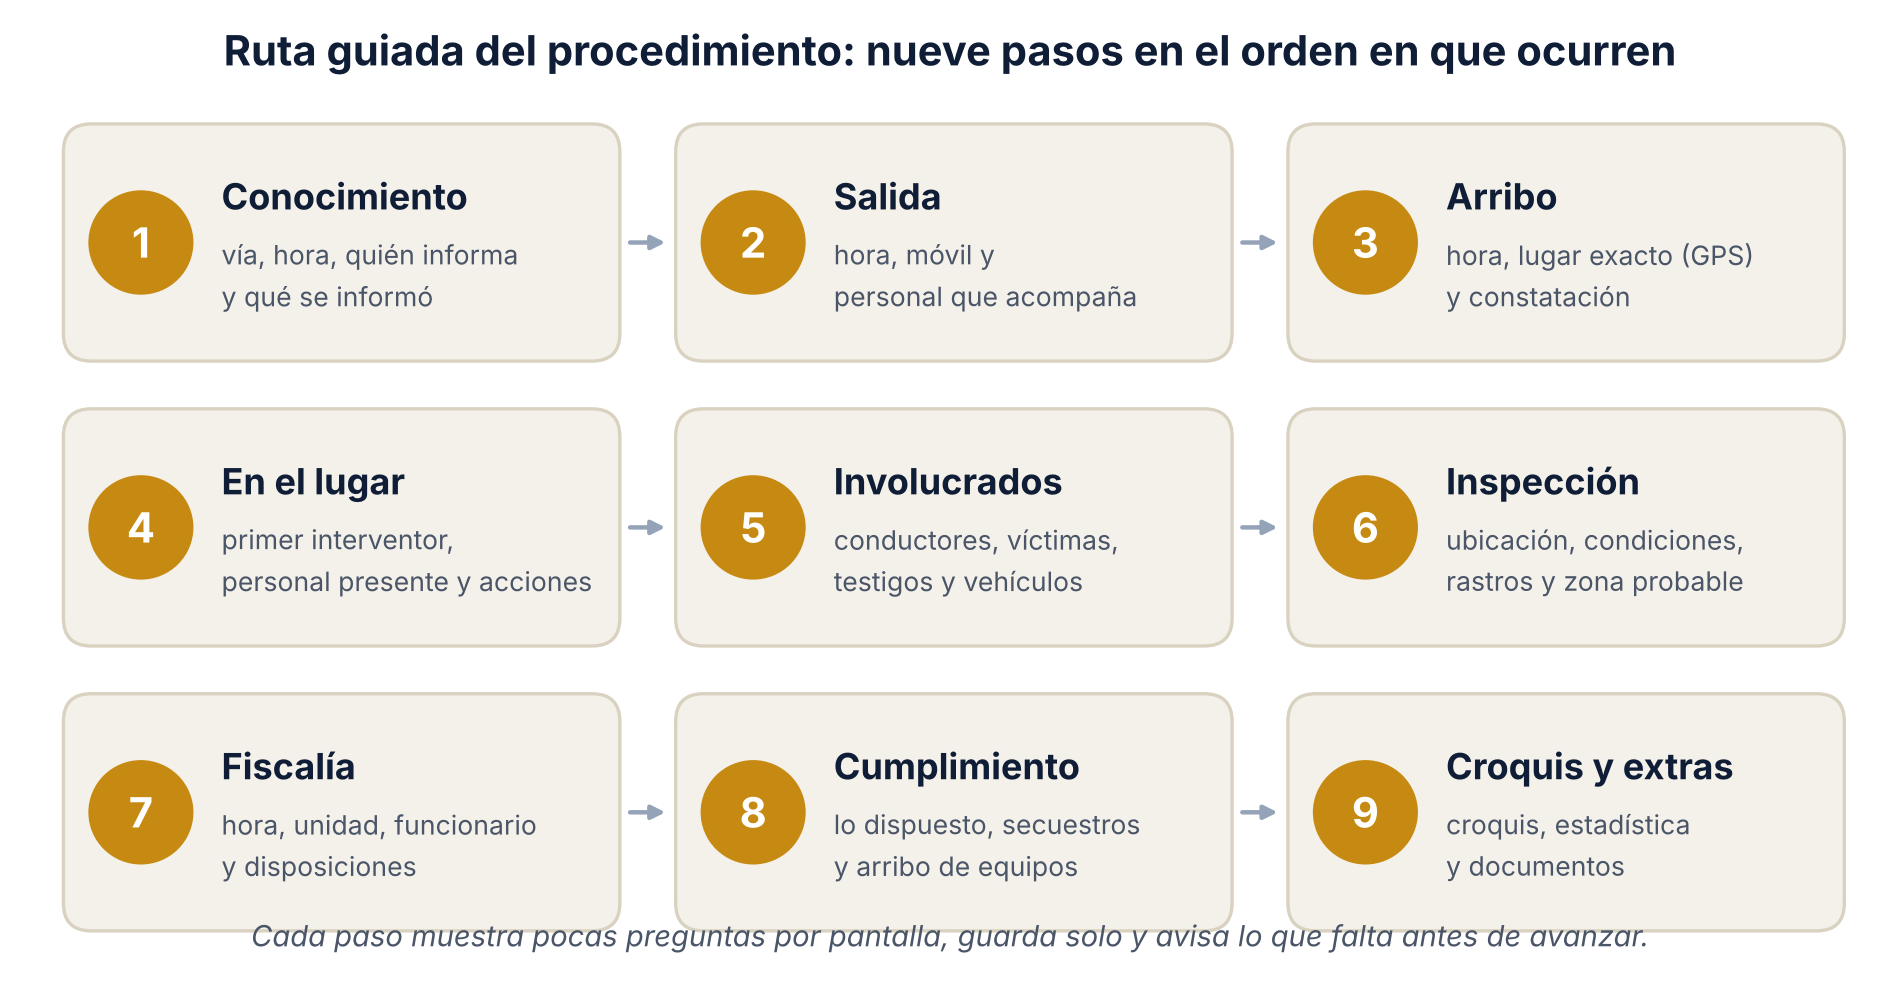 Ruta guiada del procedimiento: nueve pasos en el orden en que ocurren
1
Conocimiento
vía, hora, quién informa
y qué se informó
2
Salida
hora, móvil y
personal que acompaña
3
Arribo
hora, lugar exacto (GPS)
y constatación
4
En el lugar
primer interventor,
personal presente y acciones
5
Involucrados
conductores, víctimas,
testigos y vehículos
6
Inspección
ubicación, condiciones,
rastros y zona probable
7
Fiscalía
hora, unidad, funcionario
y disposiciones
8
Cumplimiento
lo dispuesto, secuestros
y arribo de equipos
9
Croquis y extras
croquis, estadística
y documentos
Cada paso muestra pocas preguntas por pantalla, guarda solo y avisa lo que falta antes de avanzar.